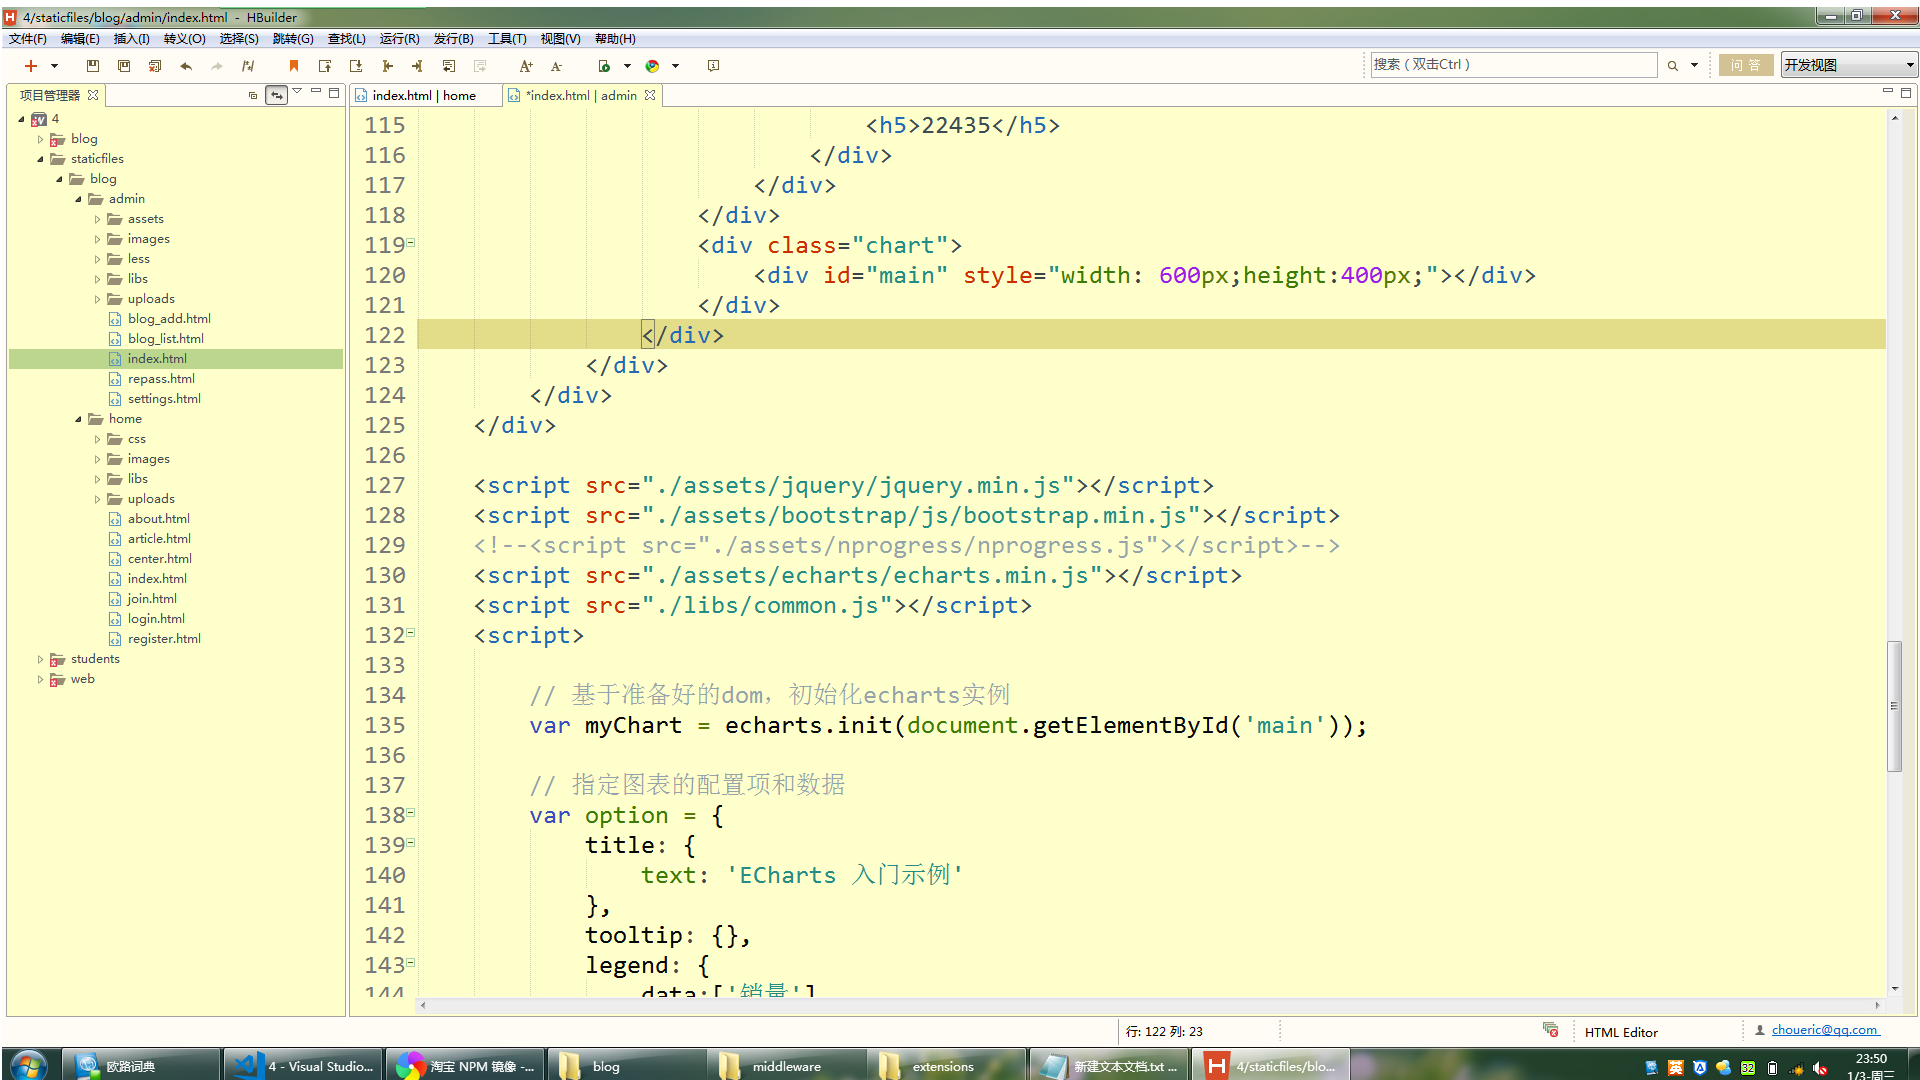 4/staticfiles/blog/admin/index.html - HBuilder
文件(F) 编辑(E) 插入(I) 转义(O) 选择(S) 跳转(G) 查找(L) 运行(R) 发行(B) 工具(T) 视图(V) 帮助(H)
搜索（双击Ctrl） 问 答 开发视图
项目管理器
index.html | home
*index.html | admin
4
blog
staticfiles
blog
admin
assets
images
less
libs
uploads
blog_add.html
blog_list.html
index.html
repass.html
settings.html
home
css
images
libs
uploads
about.html
article.html
center.html
index.html
join.html
login.html
register.html
students
web
115 <h5>22435</h5>
116 </div>
117 </div>
118 </div>
119 <div class="chart">
120 <div id="main" style="width: 600px;height:400px;"></div>
121 </div>
122 </div>
123 </div>
124 </div>
125 </div>
126
127 <script src="./assets/jquery/jquery.min.js"></script>
128 <script src="./assets/bootstrap/js/bootstrap.min.js"></script>
129 <!--<script src="./assets/nprogress/nprogress.js"></script>-->
130 <script src="./assets/echarts/echarts.min.js"></script>
131 <script src="./libs/common.js"></script>
132 <script>
133
134 // 基于准备好的dom，初始化echarts实例
135 var myChart = echarts.init(document.getElementById('main'));
136
137 // 指定图表的配置项和数据
138 var option = {
139 title: {
140 text: 'ECharts 入门示例'
141 },
142 tooltip: {},
143 legend: {
144 data:['销量']
行: 122 列: 23
HTML Editor
choueric@qq.com
欧路词典
4 - Visual Studio...
淘宝 NPM 镜像 -...
blog
middleware
extensions
新建文本文档.txt ...
4/staticfiles/blo...
英
32
23:50
1/3-周三